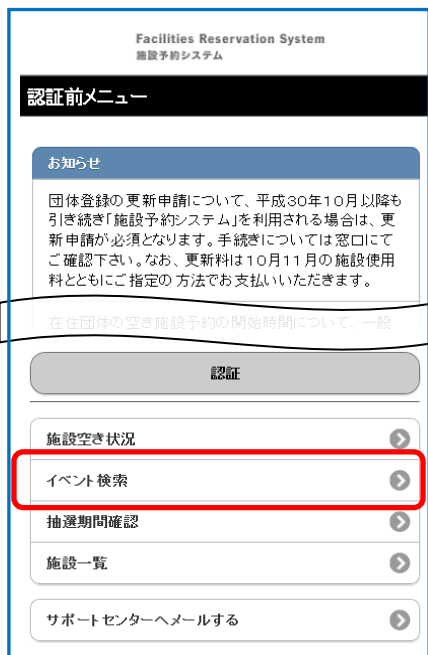 Facilities Reservation System
施設予約システム
認証前メニュー
お知らせ
団体登録の更新申請について、平成30年10月以降も
引き続き「施設予約システム」を利用される場合は、更
新申請が必須となります。手続きについては窓口にて
ご確認下さい。なお、更新料は10月11月の施設使用
料とともにご指定の方法でお支払いいただきます。
在住団体の空き施設予約の開始時間について、一般
認証
施設空き状況
イベント検索
抽選期間確認
施設一覧
サポートセンターへメールする